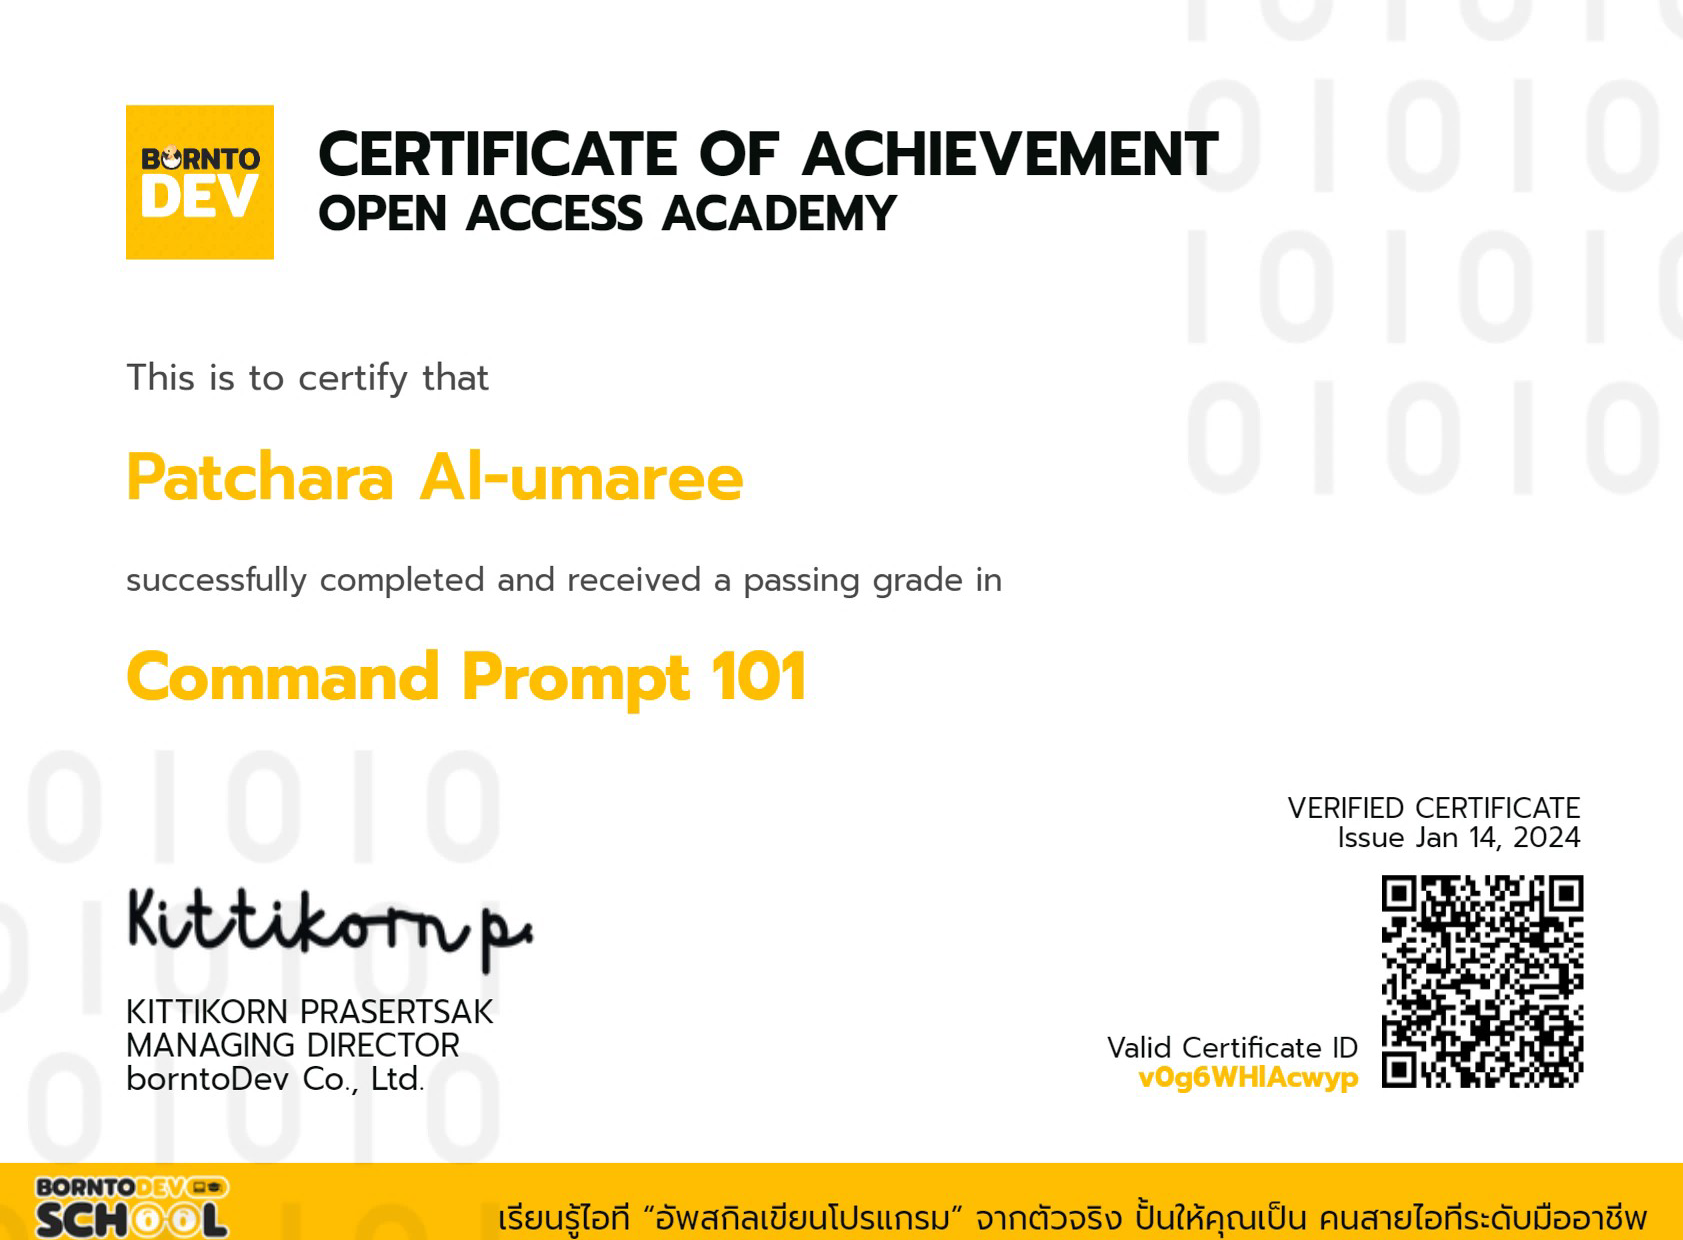 BORNTO
DEV
CERTIFICATE OF ACHIEVEMENT
OPEN ACCESS ACADEMY
This is to certify that
Patchara Al-umaree
successfully completed and received a passing grade in
Command Prompt 101
VERIFIED CERTIFICATE
Issue Jan 14, 2024
Kittikorn p.
KITTIKORN PRASERTSAK
MANAGING DIRECTOR
borntoDev Co., Ltd.
Valid Certificate ID
v0g6WHlAcwyp
BORNTODEV
SCHOOL
เรียนรู้ไอที “อัพสกิลเขียนโปรแกรม” จากตัวจริง ปั้นให้คุณเป็น คนสายไอทีระดับมืออาชีพ